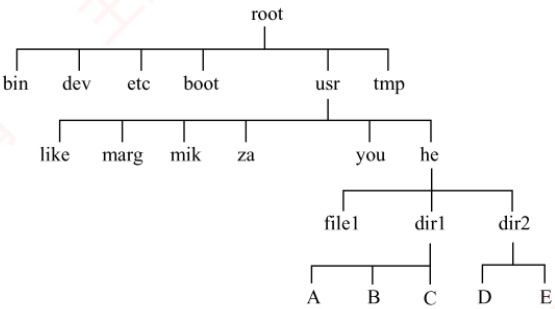 root
bin dev etc boot usr tmp
like marg mik za you he
file1 dir1 dir2
A B C D E